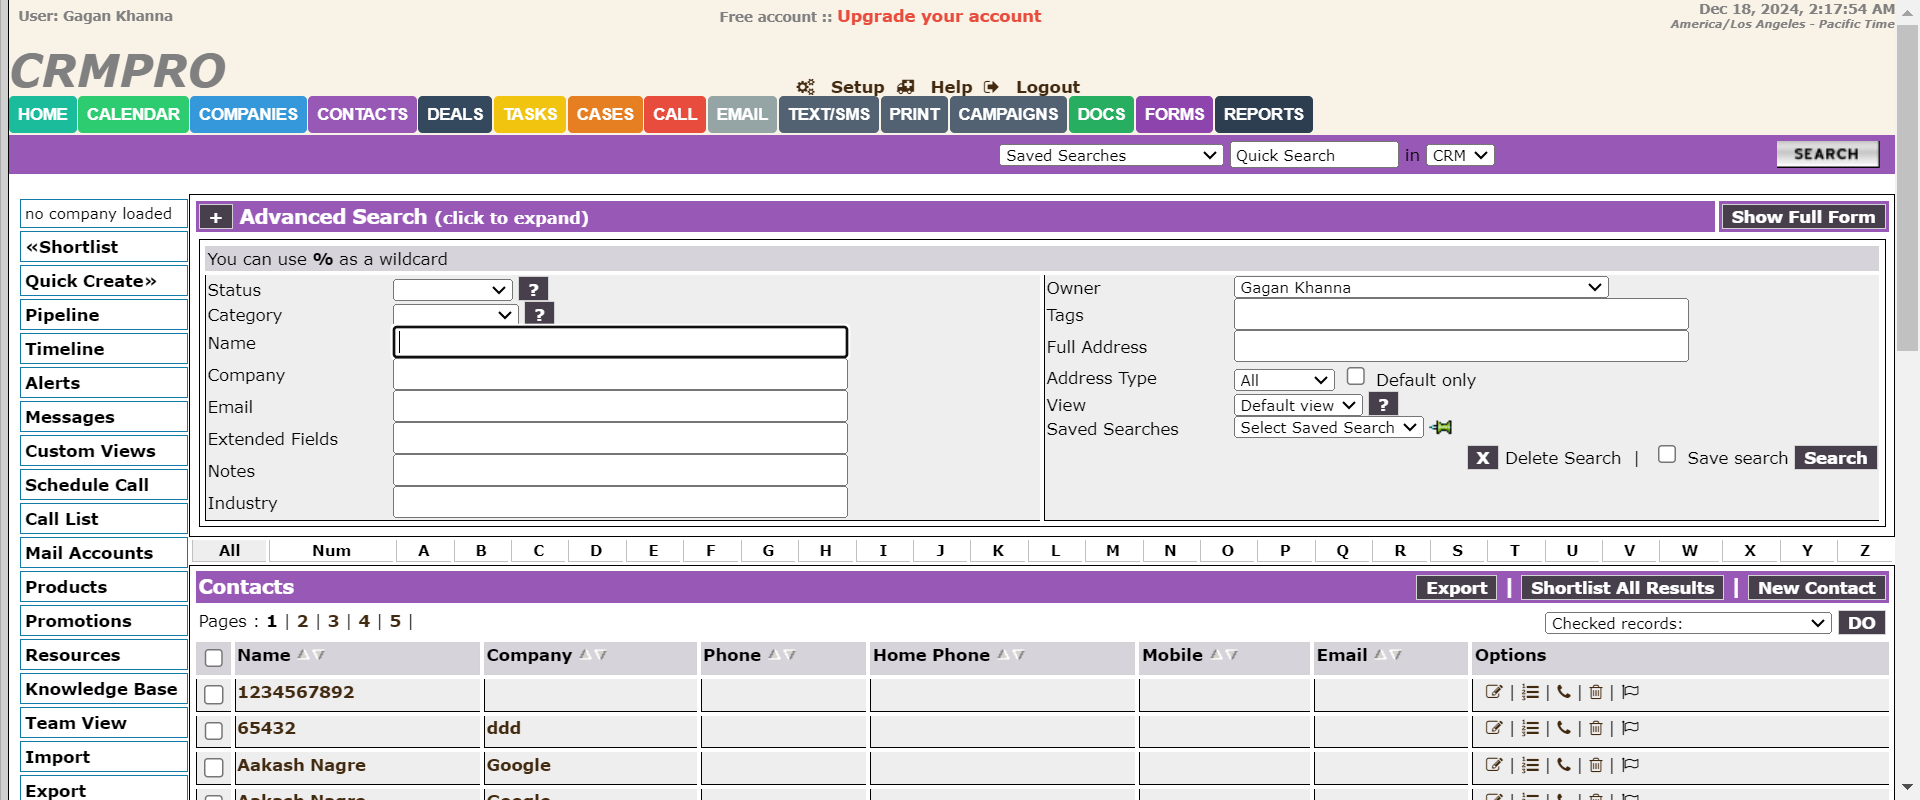 User: Gagan Khanna
Free account :: Upgrade your account
Dec 18, 2024, 2:17:54 AM
America/Los Angeles - Pacific Time
CRMPRO
Setup Help Logout
HOME CALENDAR COMPANIES CONTACTS DEALS TASKS CASES CALL EMAIL TEXT/SMS PRINT CAMPAIGNS DOCS FORMS REPORTS
Saved Searches Quick Search in CRM SEARCH
no company loaded
«Shortlist
Quick Create»
Pipeline
Timeline
Alerts
Messages
Custom Views
Schedule Call
Call List
Mail Accounts
Products
Promotions
Resources
Knowledge Base
Team View
Import
Export
+ Advanced Search (click to expand) Show Full Form
You can use % as a wildcard
Status ?
Category ?
Name
Company
Email
Extended Fields
Notes
Industry
Owner Gagan Khanna
Tags
Full Address
Address Type All Default only
View Default view ?
Saved Searches Select Saved Search
X Delete Search | Save search Search
All Num A B C D E F G H I J K L M N O P Q R S T U V W X Y Z
Contacts Export | Shortlist All Results | New Contact
Pages : 1 | 2 | 3 | 4 | 5 |
Checked records: DO
Name Company Phone Home Phone Mobile Email Options
1234567892 | | | |
65432 ddd | | | |
Aakash Nagre Google | | | |
Aakash Nagre Google